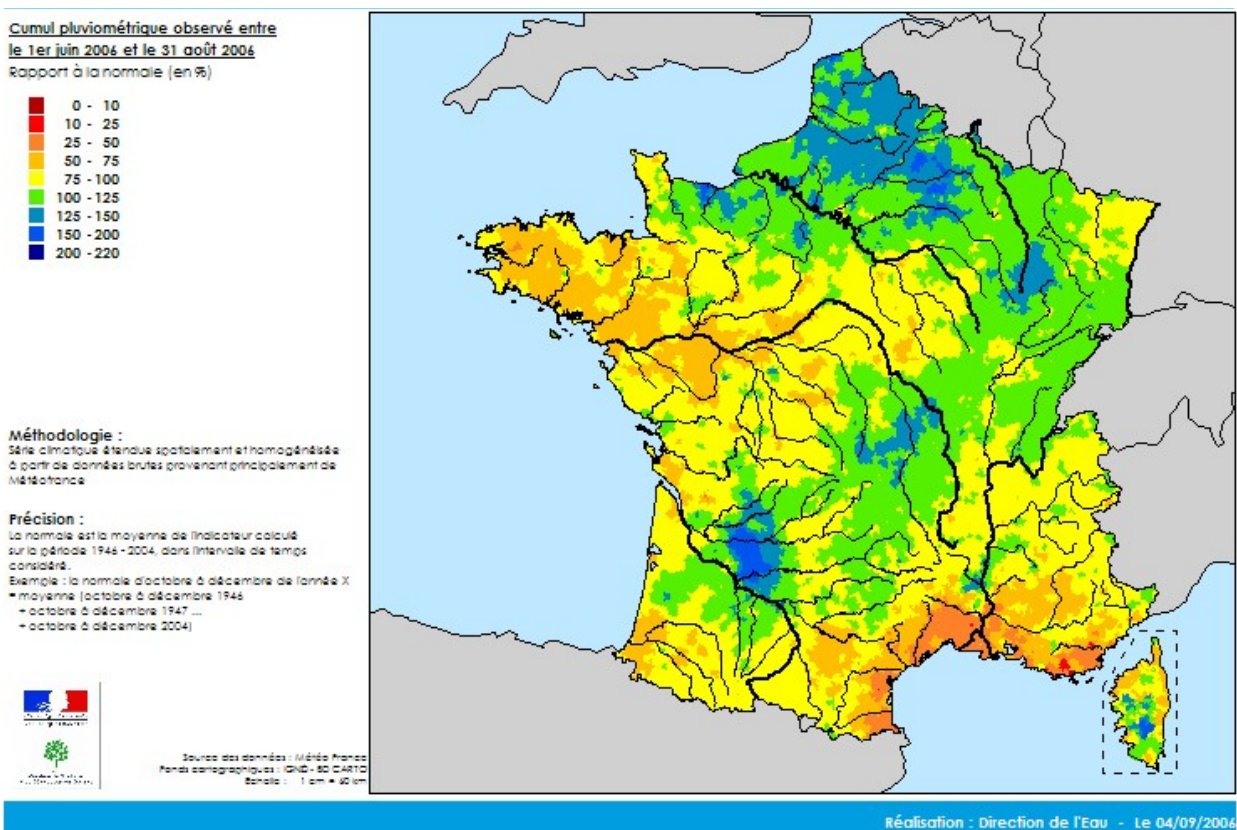 Cumul pluviométrique observé entre
le 1er juin 2006 et le 31 août 2006
Rapport à la normale (en %)
0 - 10
10 - 25
25 - 50
50 - 75
75 - 100
100 - 125
125 - 150
150 - 200
200 - 220
Méthodologie :
Série climatique étendue spatialement et homogénéisée
à partir de données brutes provenant principalement de
Météofrance
Précision :
La normale est la moyenne de l'indicateur calculé
sur la période 1946 - 2004, dans l'intervalle de temps
considéré.
Exemple : la normale d'octobre à décembre de l'année X
= moyenne (octobre à décembre 1946
+ octobre à décembre 1947 ...
+ octobre à décembre 2004)
Source des données : Météo France
Fonds cartographiques : IGN© - BD CARTO
Echelle : 1 cm = 60 km
Réalisation : Direction de l'Eau - Le 04/09/2006